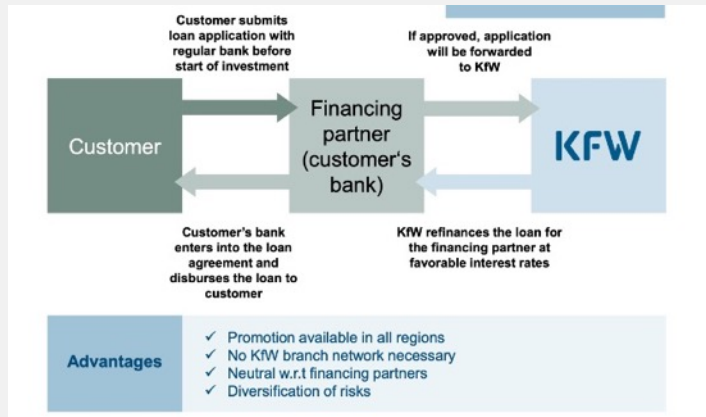 Customer submits
loan application with
regular bank before
start of investment
If approved, application
will be forwarded
to KfW
Customer
Financing
partner
(customer‘s
bank)
KFW
Customer's bank
enters into the loan
agreement and
disburses the loan to
customer
KfW refinances the loan for
the financing partner at
favorable interest rates
Advantages
✓ Promotion available in all regions
✓ No KfW branch network necessary
✓ Neutral w.r.t financing partners
✓ Diversification of risks